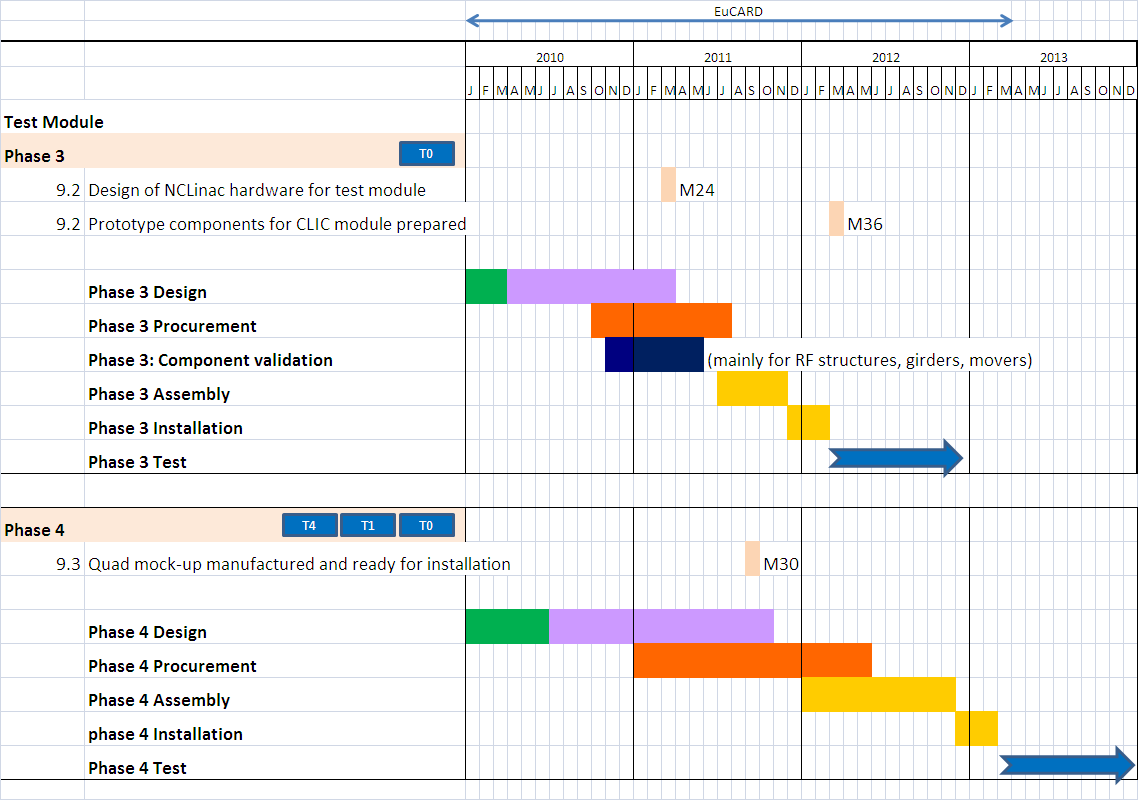 EuCARD
2010 2011 2012 2013
J F M A M J J A S O N D J F M A M J J A S O N D J F M A M J J A S O N D J F M A M J J A S O N D
Test Module
Phase 3 T0
9.2 Design of NCLinac hardware for test module M24
9.2 Prototype components for CLIC module prepared M36
Phase 3 Design
Phase 3 Procurement
Phase 3: Component validation (mainly for RF structures, girders, movers)
Phase 3 Assembly
Phase 3 Installation
Phase 3 Test
Phase 4 T4 T1 T0
9.3 Quad mock-up manufactured and ready for installation M30
Phase 4 Design
Phase 4 Procurement
Phase 4 Assembly
phase 4 Installation
Phase 4 Test